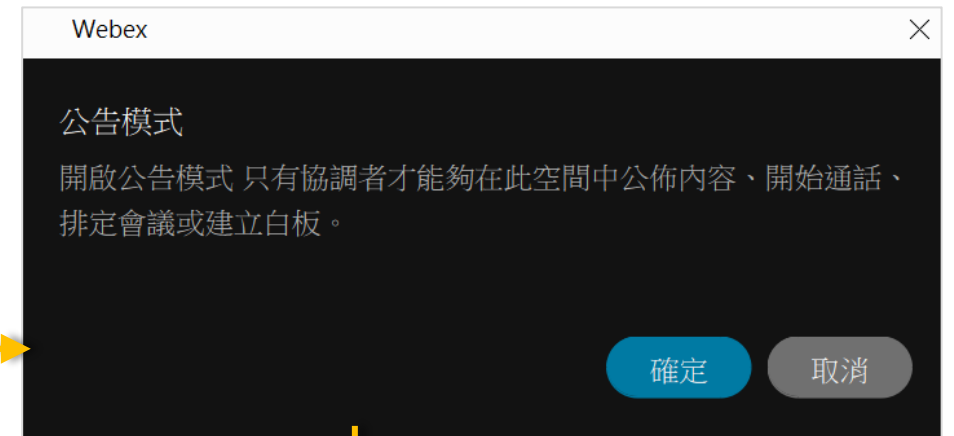 Webex
公告模式
開啟公告模式 只有協調者才能夠在此空間中公佈內容、開始通話、
排定會議或建立白板。
確定 取消